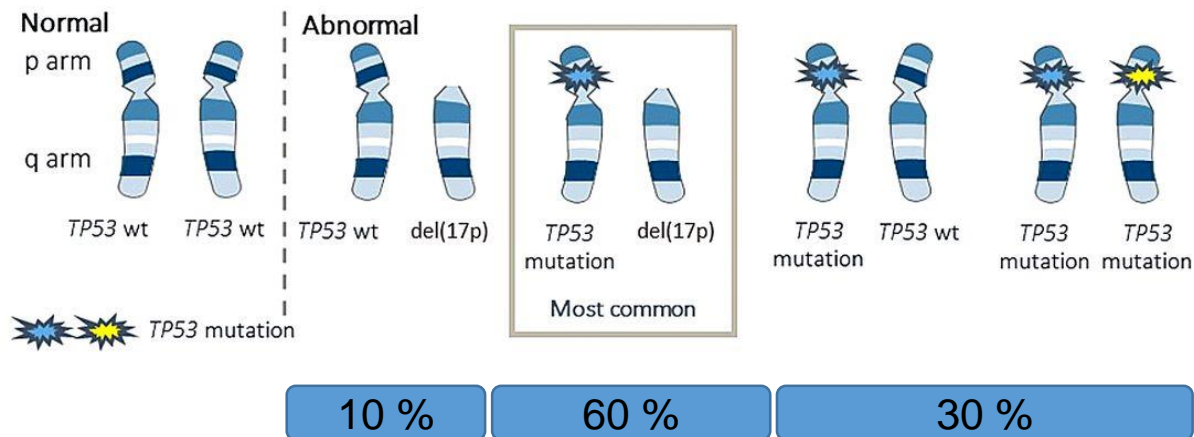 Normal
Abnormal
p arm
q arm
TP53 wt
TP53 wt
TP53 wt
del(17p)
TP53
mutation
del(17p)
Most common
TP53
mutation
TP53 wt
TP53
mutation
TP53
mutation
TP53 mutation
10 %
60 %
30 %